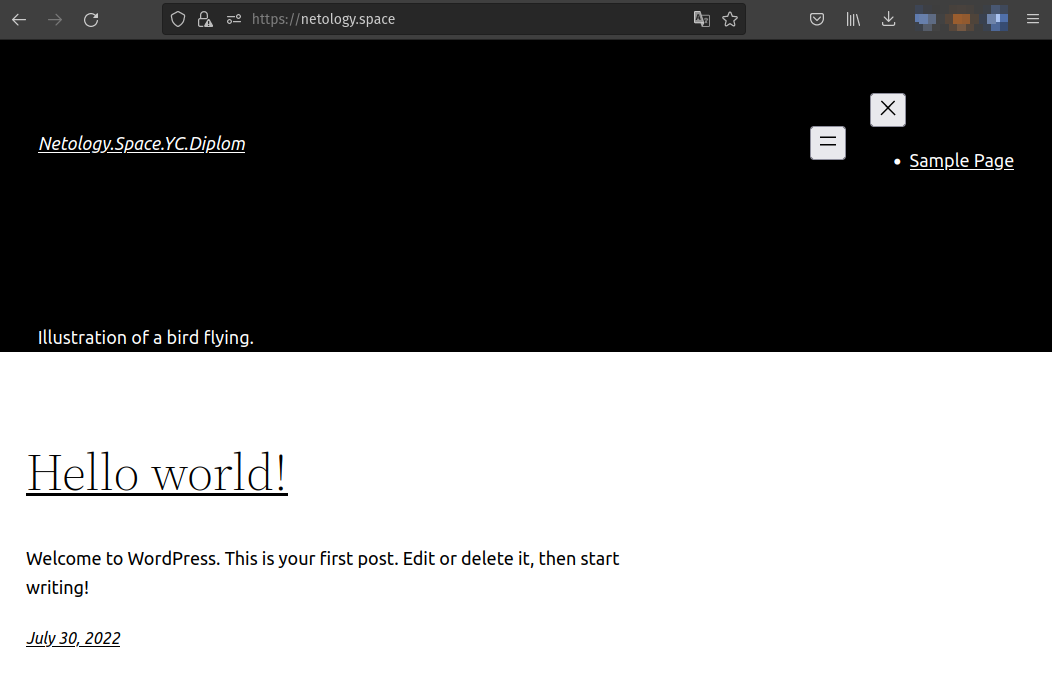 https://netology.space
Netology.Space.YC.Diplom
Sample Page
Illustration of a bird flying.
Hello world!
Welcome to WordPress. This is your first post. Edit or delete it, then start
writing!
July 30, 2022